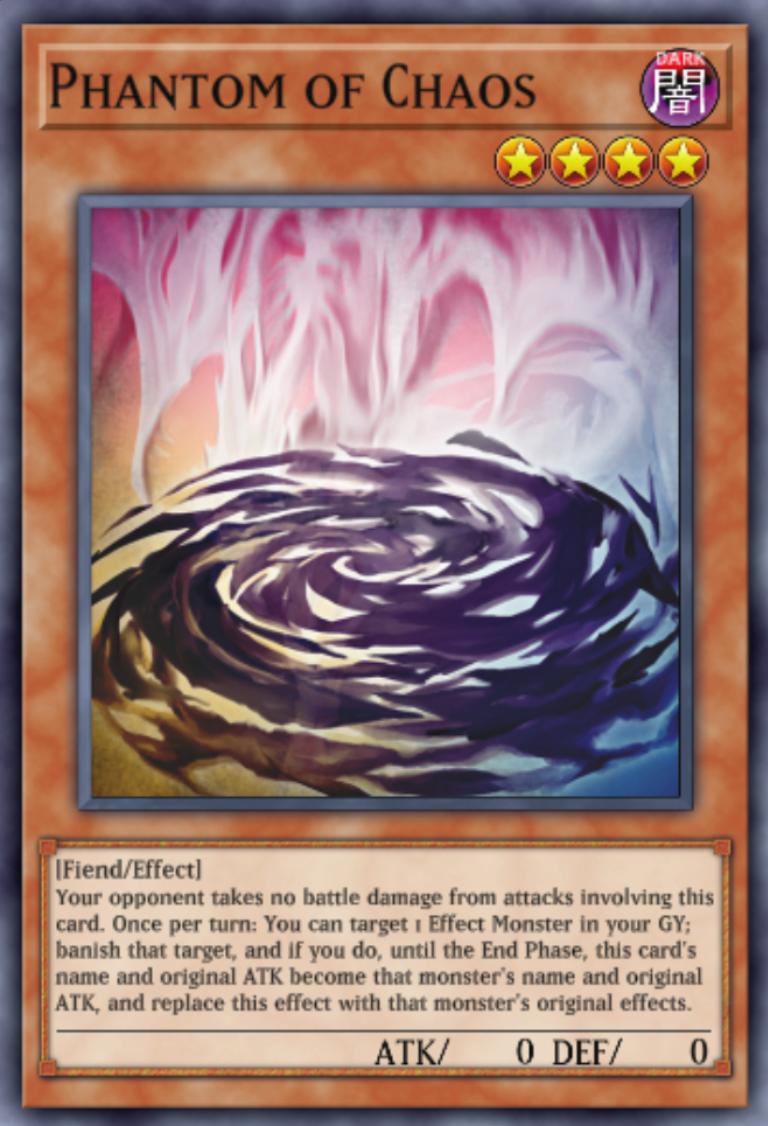 PHANTOM OF CHAOS
DARK
闇
[Fiend/Effect]
Your opponent takes no battle damage from attacks involving this
card. Once per turn: You can target 1 Effect Monster in your GY;
banish that target, and if you do, until the End Phase, this card's
name and original ATK become that monster's name and original
ATK, and replace this effect with that monster's original effects.
ATK/ 0 DEF/ 0